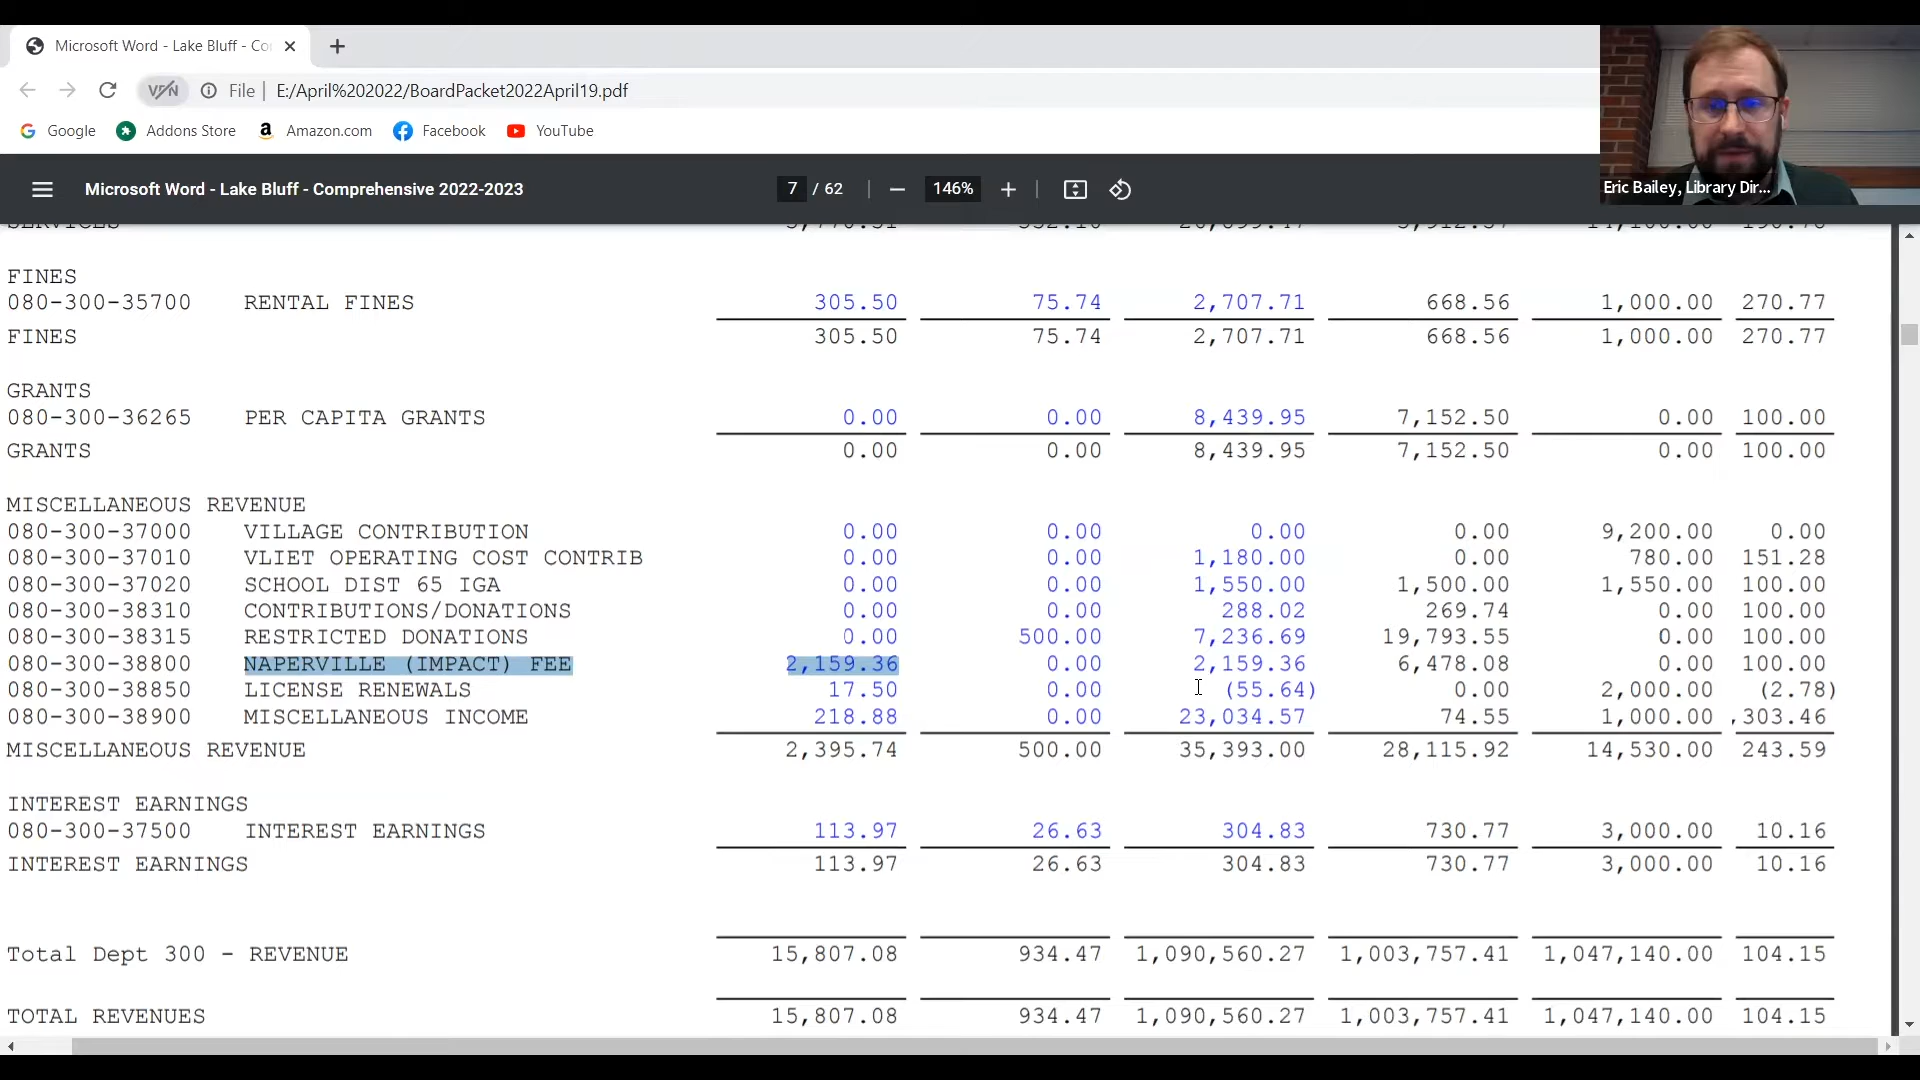 Microsoft Word - Lake Bluff - Co
File E:/April%202022/BoardPacket2022April19.pdf
Google Addons Store Amazon.com Facebook YouTube
Microsoft Word - Lake Bluff - Comprehensive 2022-2023 7 / 62 146%
Eric Bailey, Library Dir...
SERVICES
FINES
080-300-35700 RENTAL FINES 305.50 75.74 2,707.71 668.56 1,000.00 270.77
FINES 305.50 75.74 2,707.71 668.56 1,000.00 270.77
GRANTS
080-300-36265 PER CAPITA GRANTS 0.00 0.00 8,439.95 7,152.50 0.00 100.00
GRANTS 0.00 0.00 8,439.95 7,152.50 0.00 100.00
MISCELLANEOUS REVENUE
080-300-37000 VILLAGE CONTRIBUTION 0.00 0.00 0.00 0.00 9,200.00 0.00
080-300-37010 VLIET OPERATING COST CONTRIB 0.00 0.00 1,180.00 0.00 780.00 151.28
080-300-37020 SCHOOL DIST 65 IGA 0.00 0.00 1,550.00 1,500.00 1,550.00 100.00
080-300-38310 CONTRIBUTIONS/DONATIONS 0.00 0.00 288.02 269.74 0.00 100.00
080-300-38315 RESTRICTED DONATIONS 0.00 500.00 7,236.69 19,793.55 0.00 100.00
080-300-38800 NAPERVILLE (IMPACT) FEE 2,159.36 0.00 2,159.36 6,478.08 0.00 100.00
080-300-38850 LICENSE RENEWALS 17.50 0.00 (55.64) 0.00 2,000.00 (2.78)
080-300-38900 MISCELLANEOUS INCOME 218.88 0.00 23,034.57 74.55 1,000.00 ,303.46
MISCELLANEOUS REVENUE 2,395.74 500.00 35,393.00 28,115.92 14,530.00 243.59
INTEREST EARNINGS
080-300-37500 INTEREST EARNINGS 113.97 26.63 304.83 730.77 3,000.00 10.16
INTEREST EARNINGS 113.97 26.63 304.83 730.77 3,000.00 10.16
Total Dept 300 - REVENUE 15,807.08 934.47 1,090,560.27 1,003,757.41 1,047,140.00 104.15
TOTAL REVENUES 15,807.08 934.47 1,090,560.27 1,003,757.41 1,047,140.00 104.15